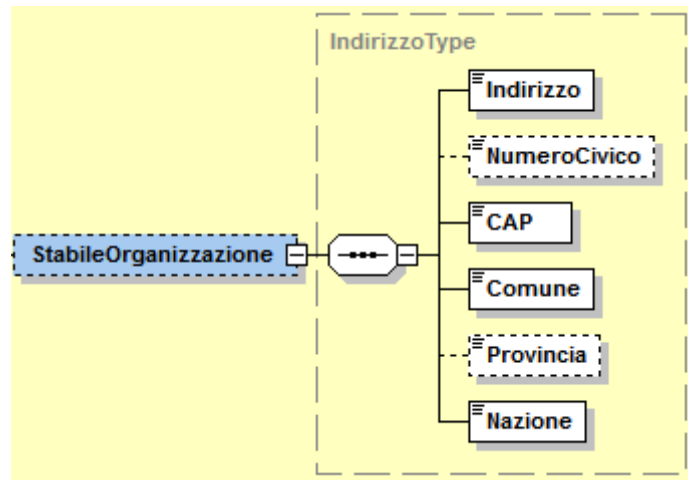 IndirizzoType
Indirizzo
NumeroCivico
CAP
StabileOrganizzazione
Comune
Provincia
Nazione